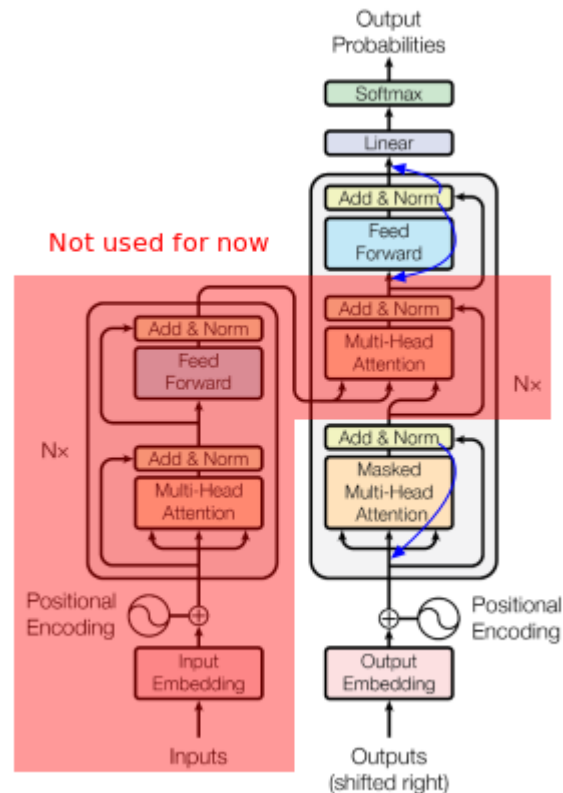 Output
Probabilities
Softmax
Linear
Add & Norm
Feed
Forward
Not used for now
Add & Norm
Multi-Head
Attention
N×
Add & Norm
Masked
Multi-Head
Attention
Add & Norm
Feed
Forward
N×
Add & Norm
Multi-Head
Attention
Positional
Encoding
Input
Embedding
Inputs
Positional
Encoding
Output
Embedding
Outputs
(shifted right)